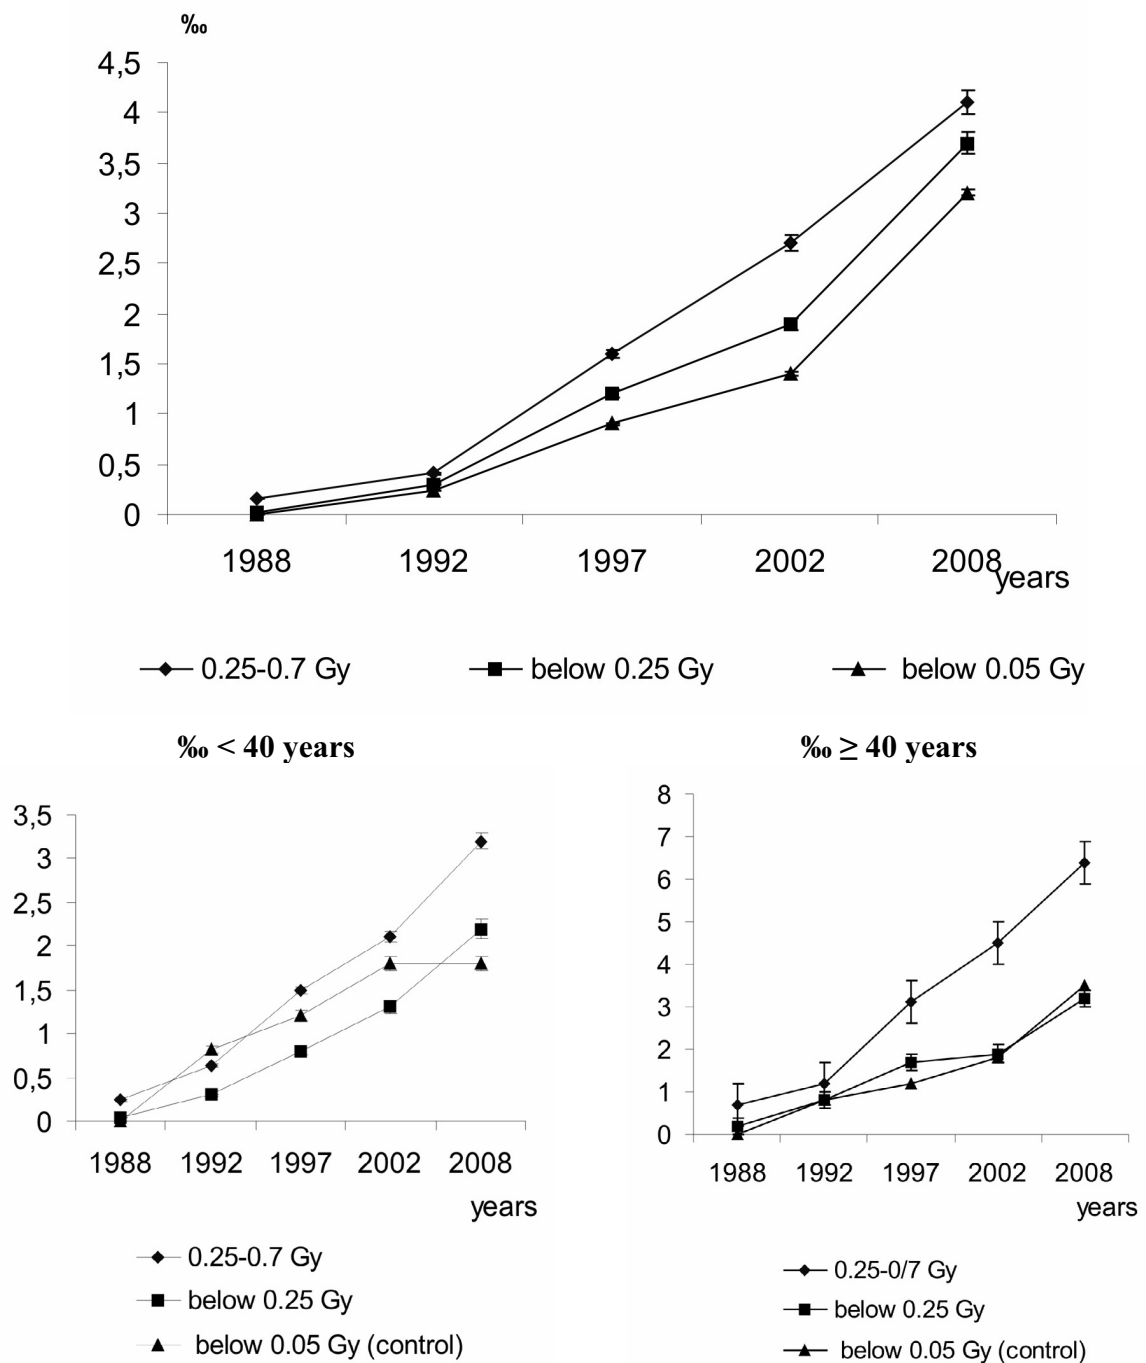 ‰
4,5
4
3,5
3
2,5
2
1,5
1
0,5
0
1988 1992 1997 2002 2008
years
0.25-0.7 Gy below 0.25 Gy below 0.05 Gy
‰ < 40 years
3,5
3
2,5
2
1,5
1
0,5
0
1988 1992 1997 2002 2008
years
0.25-0.7 Gy
below 0.25 Gy
below 0.05 Gy (control)
‰ ≥ 40 years
8
7
6
5
4
3
2
1
0
1988 1992 1997 2002 2008
years
0.25-0/7 Gy
below 0.25 Gy
below 0.05 Gy (control)